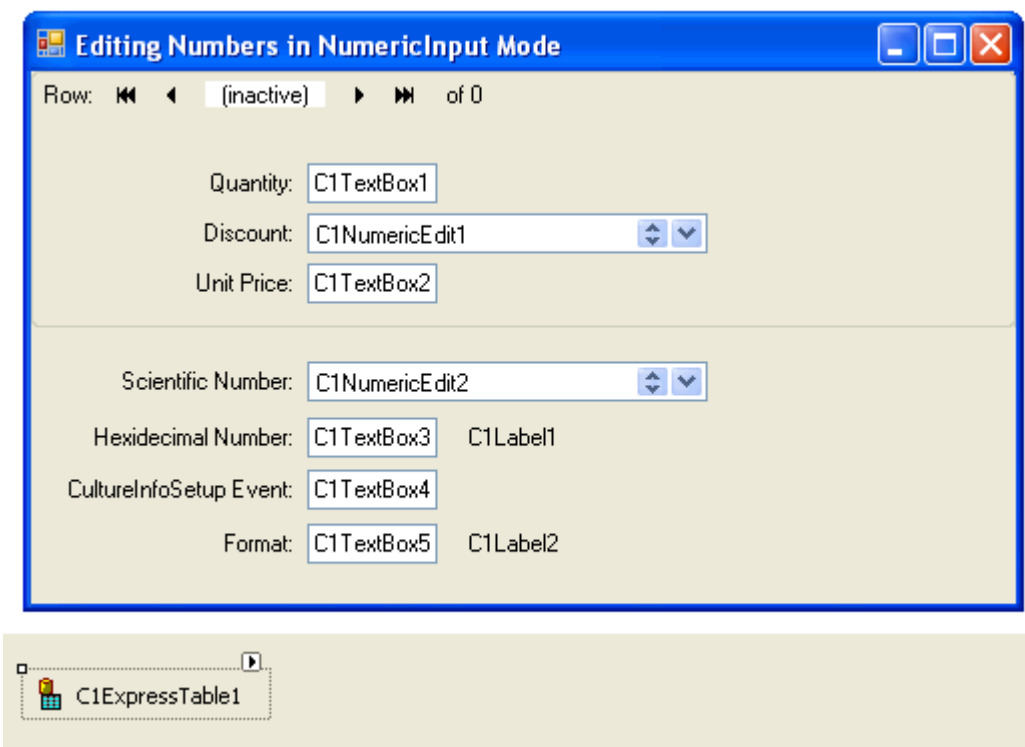 Editing Numbers in NumericInput Mode
Row: (inactive) of 0
Quantity: C1TextBox1
Discount: C1NumericEdit1
Unit Price: C1TextBox2
Scientific Number: C1NumericEdit2
Hexidecimal Number: C1TextBox3 C1Label1
CultureInfoSetup Event: C1TextBox4
Format: C1TextBox5 C1Label2
C1ExpressTable1